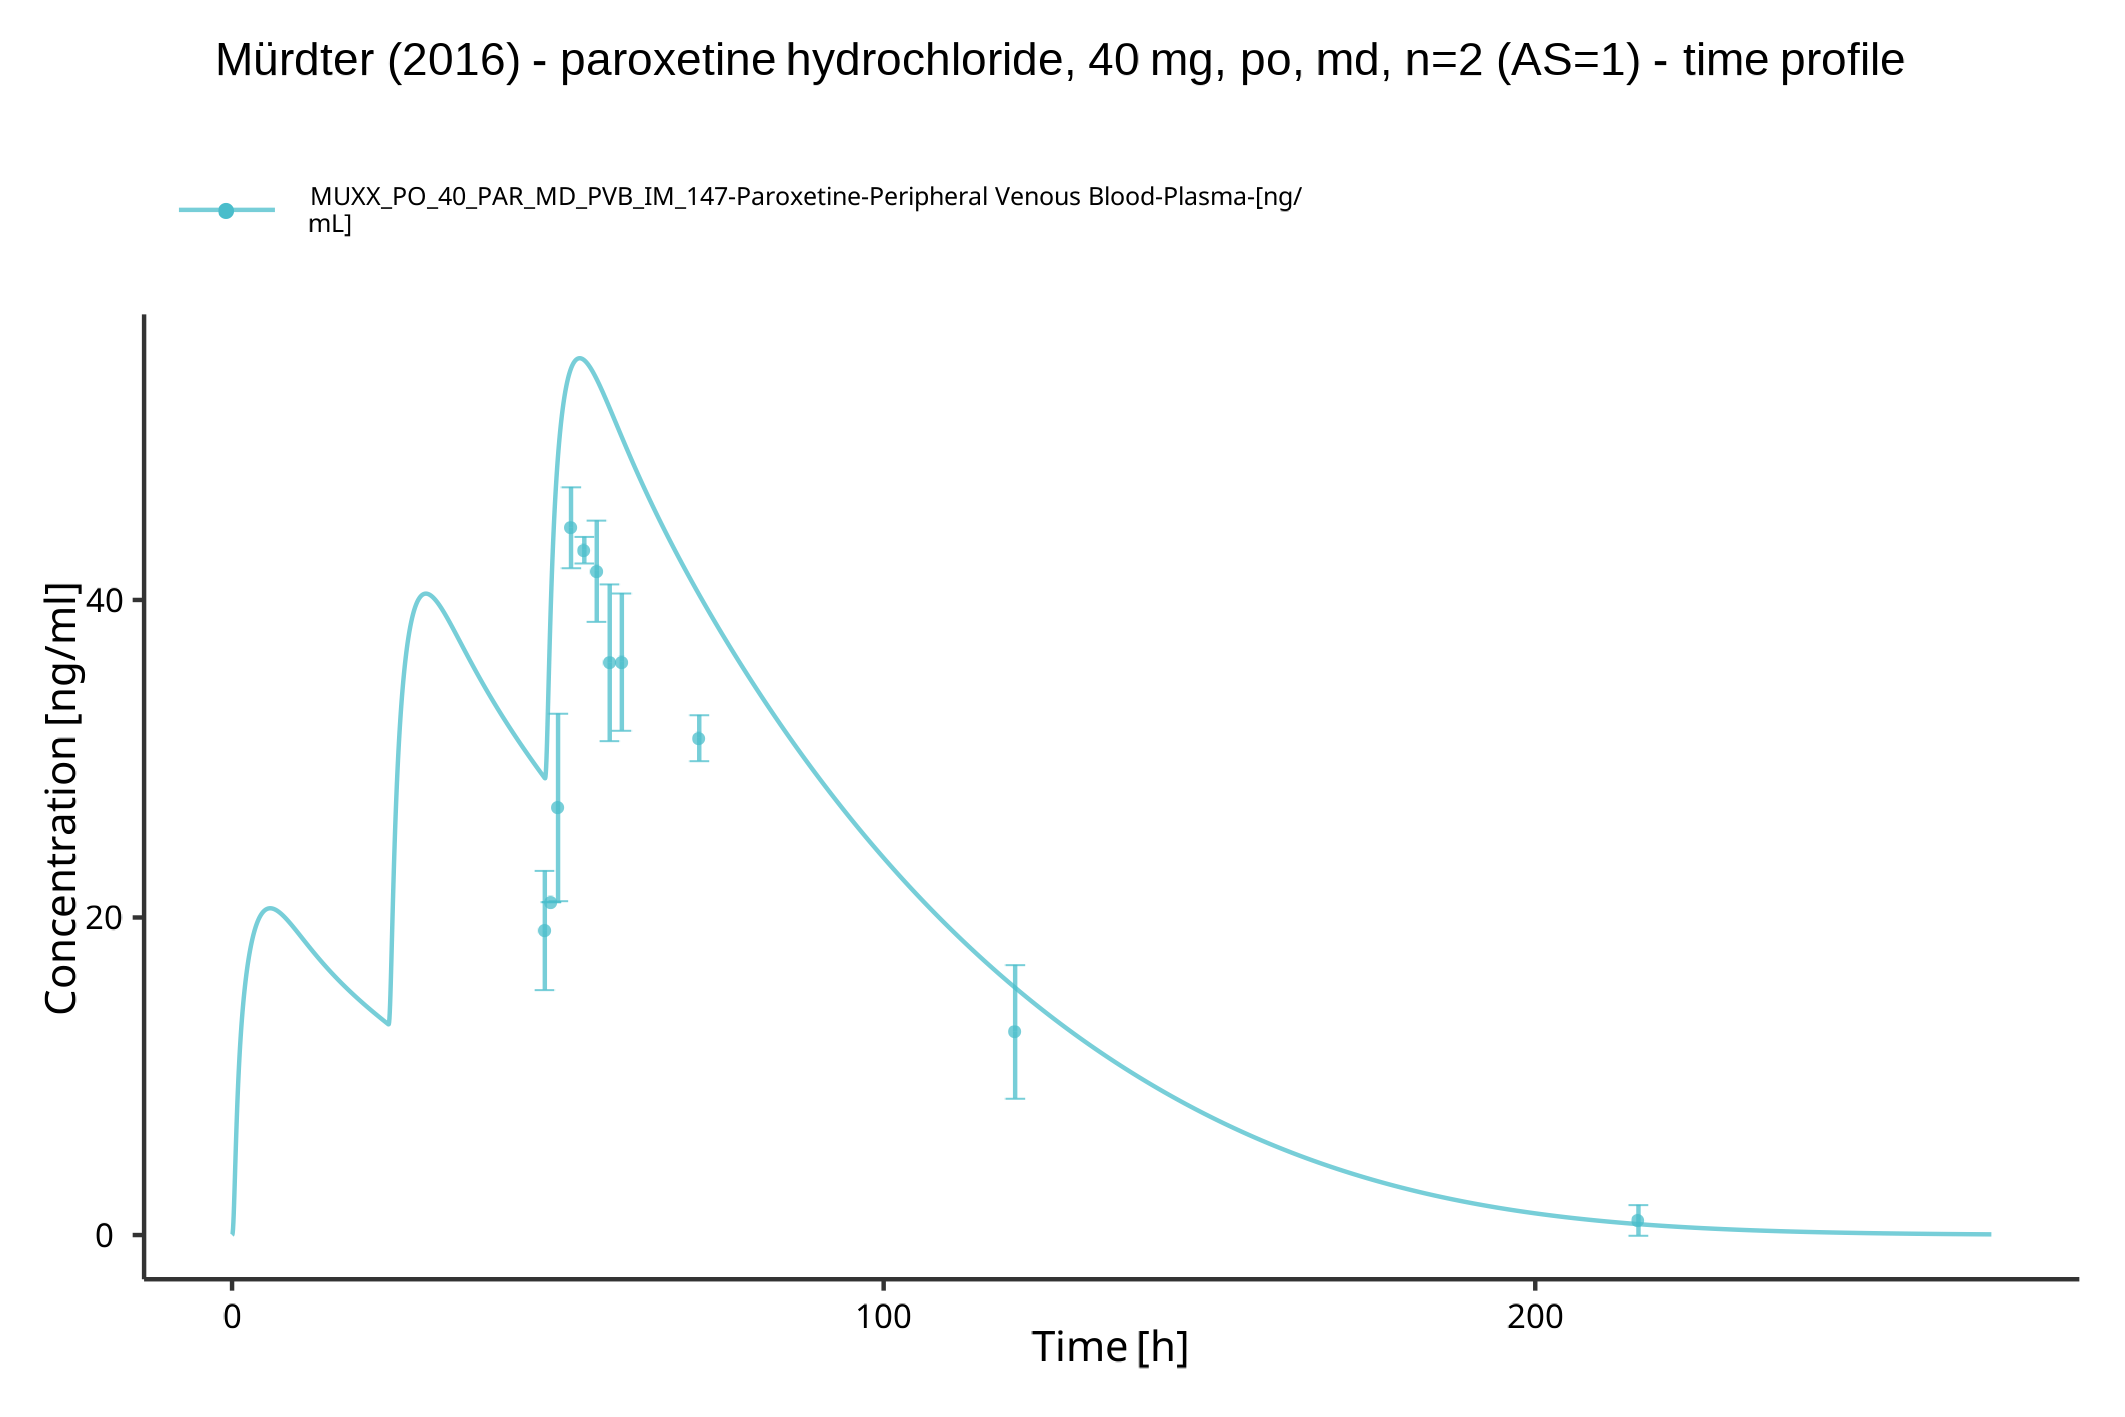 Mürdter (2016) - paroxetine hydrochloride, 40 mg, po, md, n=2 (AS=1) - time profile
MUXX_PO_40_PAR_MD_PVB_IM_147-Paroxetine-Peripheral Venous Blood-Plasma-[ng/
mL]
Concentration [ng/ml]
40
20
0
0
100
200
Time [h]